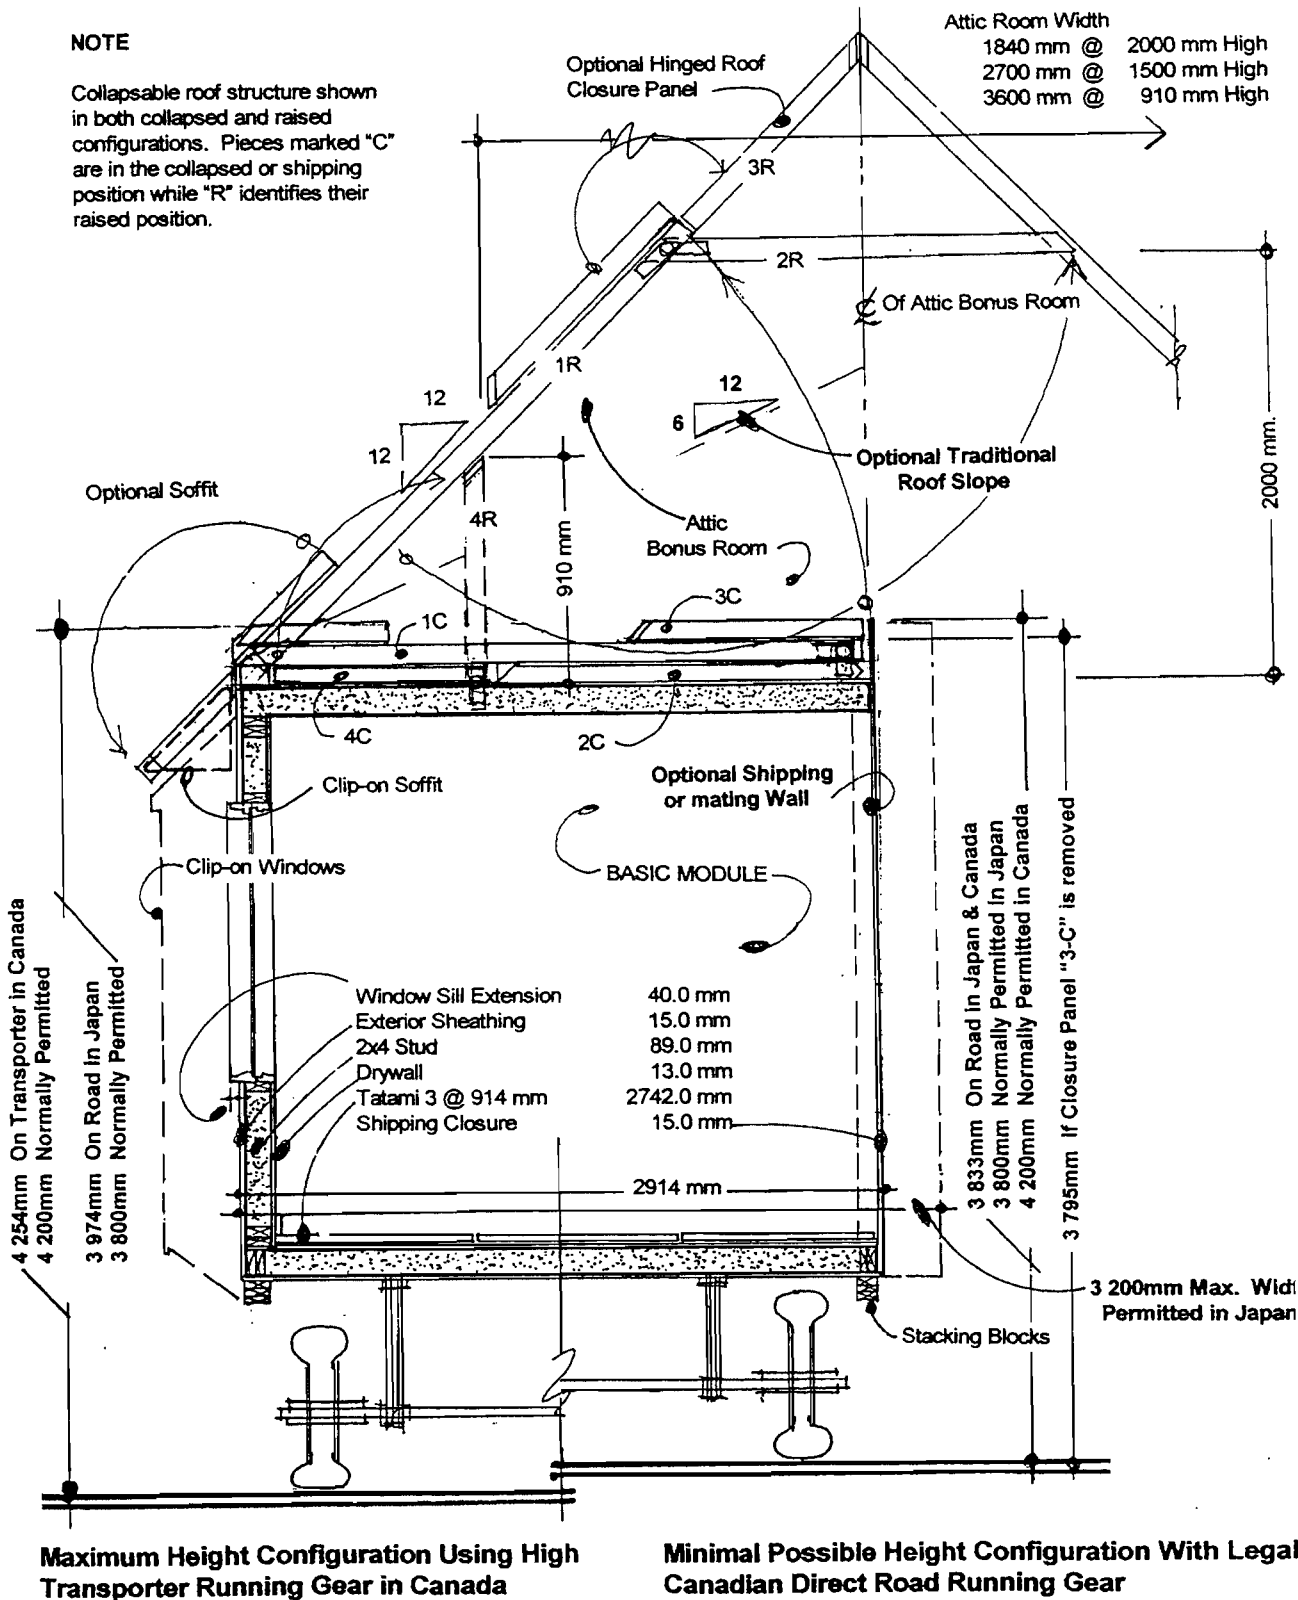 NOTE
Collapsable roof structure shown
in both collapsed and raised
configurations. Pieces marked "C"
are in the collapsed or shipping
position while "R" identifies their
raised position.
Attic Room Width
1840 mm @ 2000 mm High
2700 mm @ 1500 mm High
3600 mm @ 910 mm High
Optional Hinged Roof
Closure Panel
3R
2R
℄ Of Attic Bonus Room
1R
12
12
12
6
Optional Traditional
Roof Slope
2000 mm.
Optional Soffit
4R
910 mm
Attic
Bonus Room
3C
1C
4C
2C
Clip-on Soffit
Optional Shipping
or mating Wall
Clip-on Windows
BASIC MODULE
Window Sill Extension 40.0 mm
Exterior Sheathing 15.0 mm
2x4 Stud 89.0 mm
Drywall 13.0 mm
Tatami 3 @ 914 mm 2742.0 mm
Shipping Closure 15.0 mm
2914 mm
4 254mm On Transporter in Canada
4 200mm Normally Permitted
3 974mm On Road In Japan
3 800mm Normally Permitted
3 833mm On Road in Japan & Canada
3 800mm Normally Permitted In Japan
4 200mm Normally Permitted in Canada
3 795mm If Closure Panel "3-C" is removed
3 200mm Max. Widt
Permitted in Japan
Stacking Blocks
Maximum Height Configuration Using High
Transporter Running Gear in Canada
Minimal Possible Height Configuration With Legal
Canadian Direct Road Running Gear